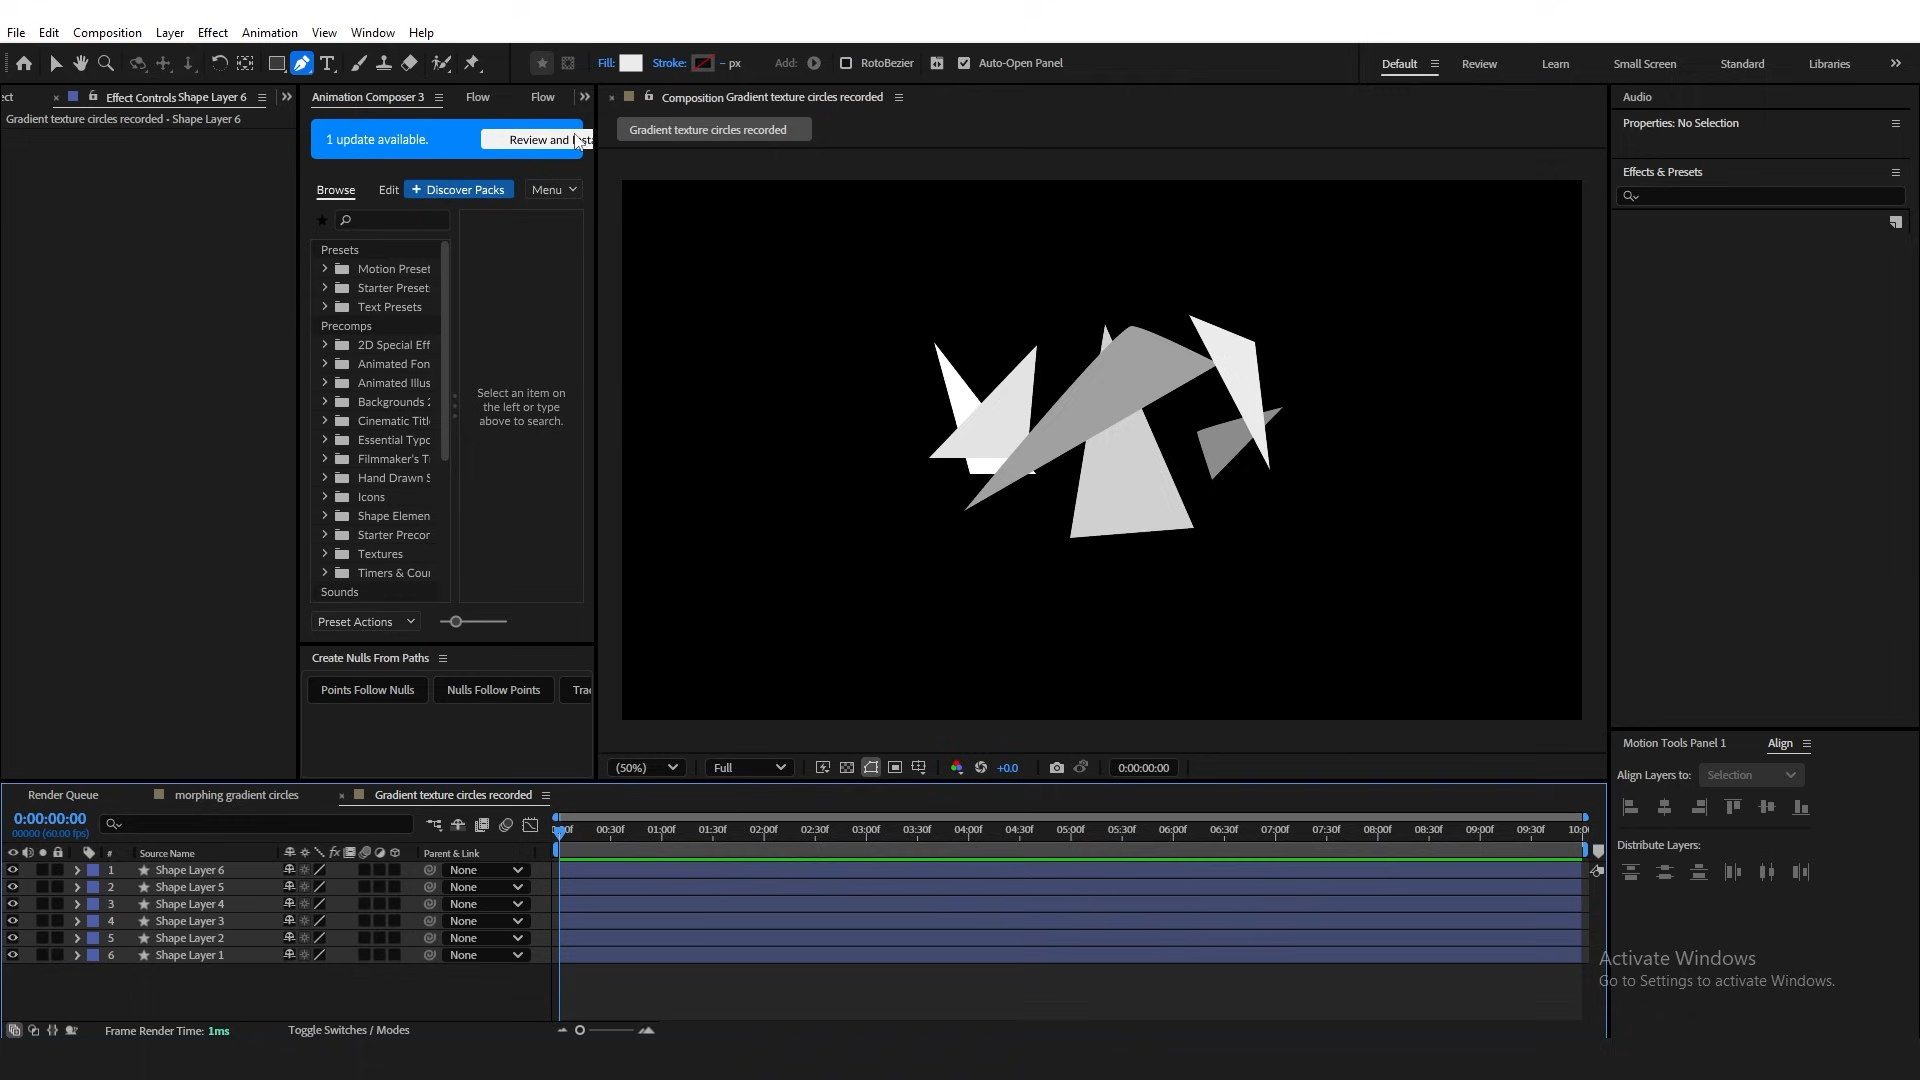 File Edit Composition Layer Effect Animation View Window Help
Fill: Stroke: - px Add: RotoBezier Auto-Open Panel Default Review Learn Small Screen Standard Libraries
ect Effect Controls Shape Layer 6 Animation Composer 3 Flow Flow Composition Gradient texture circles recorded Audio
Gradient texture circles recorded • Shape Layer 6
Properties: No Selection
Gradient texture circles recorded
1 update available. Review and Insta
Effects & Presets
Browse Edit + Discover Packs Menu
Presets
Motion Preset
Starter Preset
Text Presets
Precomps
2D Special Eff
Animated Fon
Animated Illus
Backgrounds 2
Cinematic Titl
Essential Typo
Filmmaker's Ti
Hand Drawn S
Icons
Shape Elemen
Starter Precor
Textures
Timers & Cou
Sounds
Select an item on
the left or type
above to search.
Preset Actions
Create Nulls From Paths
Points Follow Nulls Nulls Follow Points Tra
(50%) Full +0.0 0:00:00:00
Motion Tools Panel 1 Align
Align Layers to: Selection
Distribute Layers:
Render Queue morphing gradient circles Gradient texture circles recorded
0:00:00:00
00000 (60.00 fps)
00:30f 01:00f 01:30f 02:00f 02:30f 03:00f 03:30f 04:00f 04:30f 05:00f 05:30f 06:00f 06:30f 07:00f 07:30f 08:00f 08:30f 09:00f 09:30f 10:0
# Source Name fx Parent & Link
1 Shape Layer 6 None
2 Shape Layer 5 None
3 Shape Layer 4 None
4 Shape Layer 3 None
5 Shape Layer 2 None
6 Shape Layer 1 None
Activate Windows
Go to Settings to activate Windows.
Frame Render Time: 1ms Toggle Switches / Modes